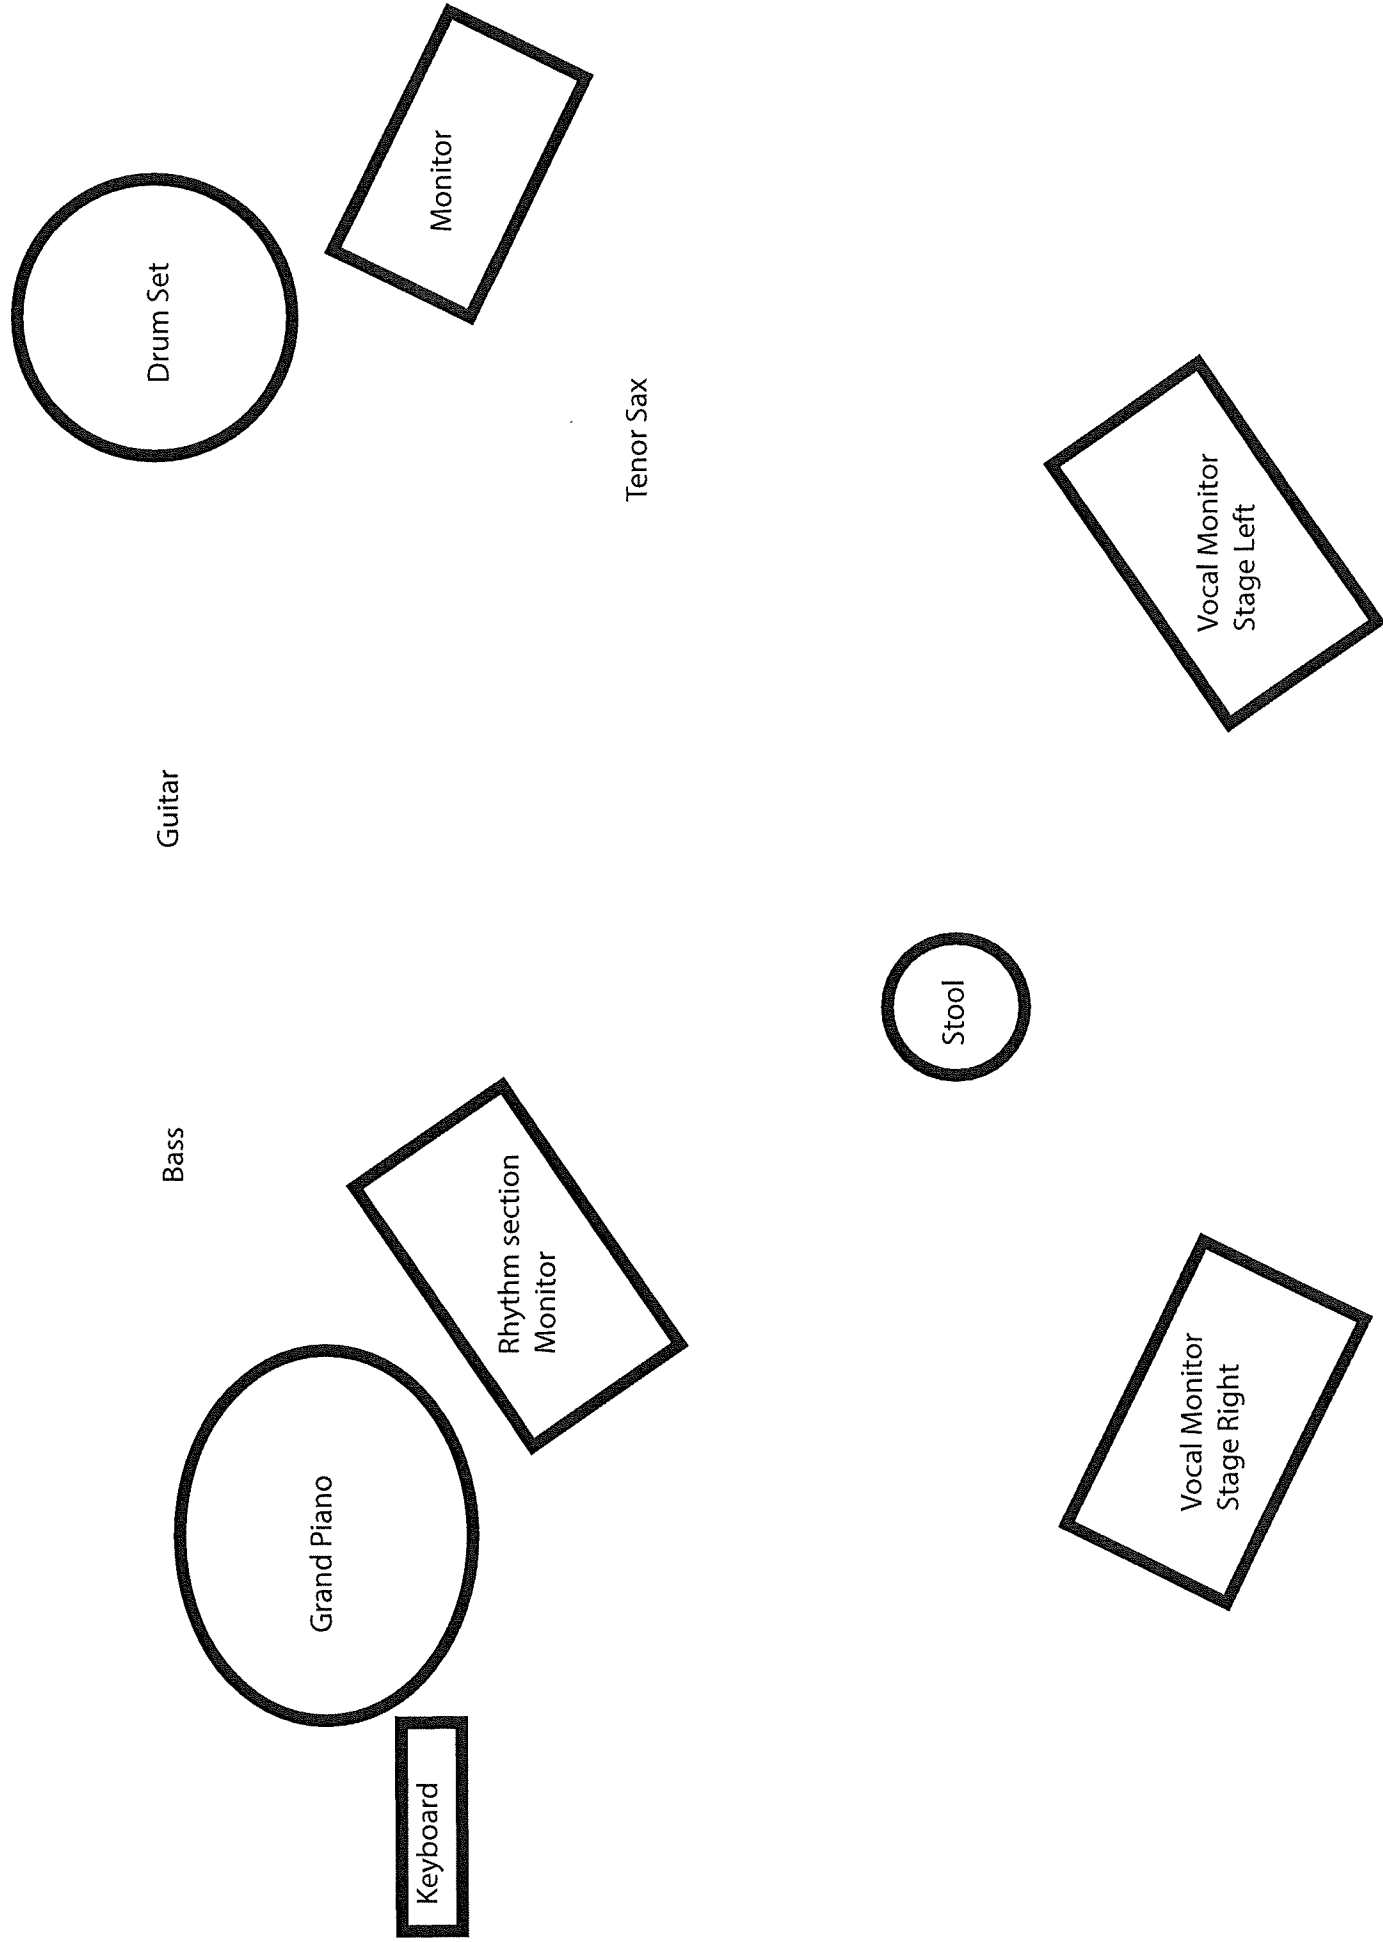 Bass
Guitar
Drum Set
Grand Piano
Keyboard
Monitor
Rhythm section
Monitor
Tenor Sax
Stool
Vocal Monitor
Stage Right
Vocal Monitor
Stage Left